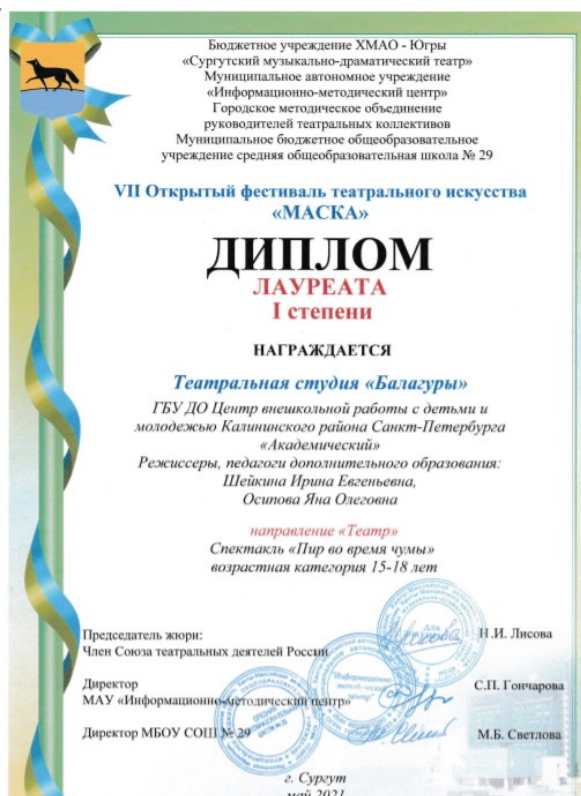 Бюджетное учреждение ХМАО - Югры
«Сургутский музыкально-драматический театр»
Муниципальное автономное учреждение
«Информационно-методический центр»
Городское методическое объединение
руководителей театральных коллективов
Муниципальное бюджетное общеобразовательное
учреждение средняя общеобразовательная школа № 29
VII Открытый фестиваль театрального искусства
«МАСКА»
ДИПЛОМ
ЛАУРЕАТА
I степени
НАГРАЖДАЕТСЯ
Театральная студия «Балагуры»
ГБУ ДО Центр внешкольной работы с детьми и
молодежью Калининского района Санкт-Петербурга
«Академический»
Режиссеры, педагоги дополнительного образования:
Шейкина Ирина Евгеньевна,
Осипова Яна Олеговна
направление «Театр»
Спектакль «Пир во время чумы»
возрастная категория 15-18 лет
Председатель жюри: Н.И. Лисова
Член Союза театральных деятелей России
Директор С.П. Гончарова
МАУ «Информационно-методический центр»
Директор МБОУ СОШ № 29 М.Б. Светлова
Информационно-
методический
центр
г. Сургут
май 2021